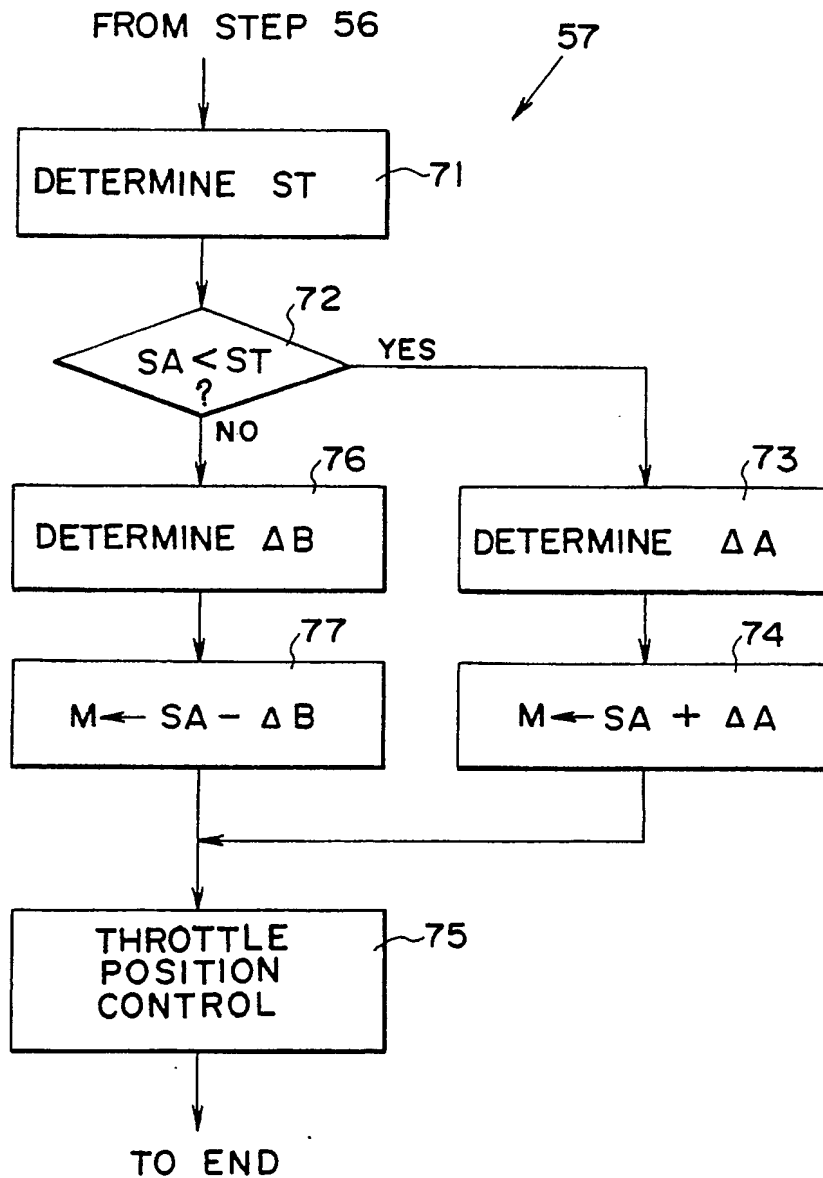 FROM STEP 56
57
DETERMINE ST
71
72
SA < ST
?
YES
NO
76
DETERMINE ΔB
73
DETERMINE ΔA
77
M ← SA - ΔB
74
M ← SA + ΔA
THROTTLE
POSITION
CONTROL
75
TO END